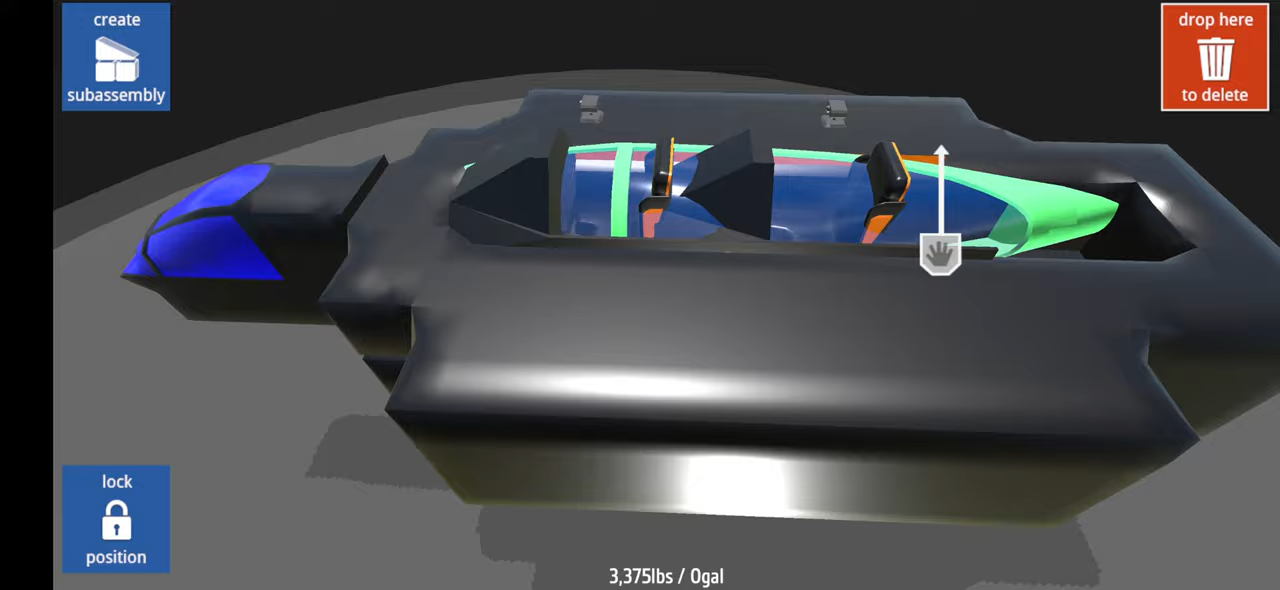 create
subassembly
drop here
to delete
lock
position
3,375lbs / 0gal